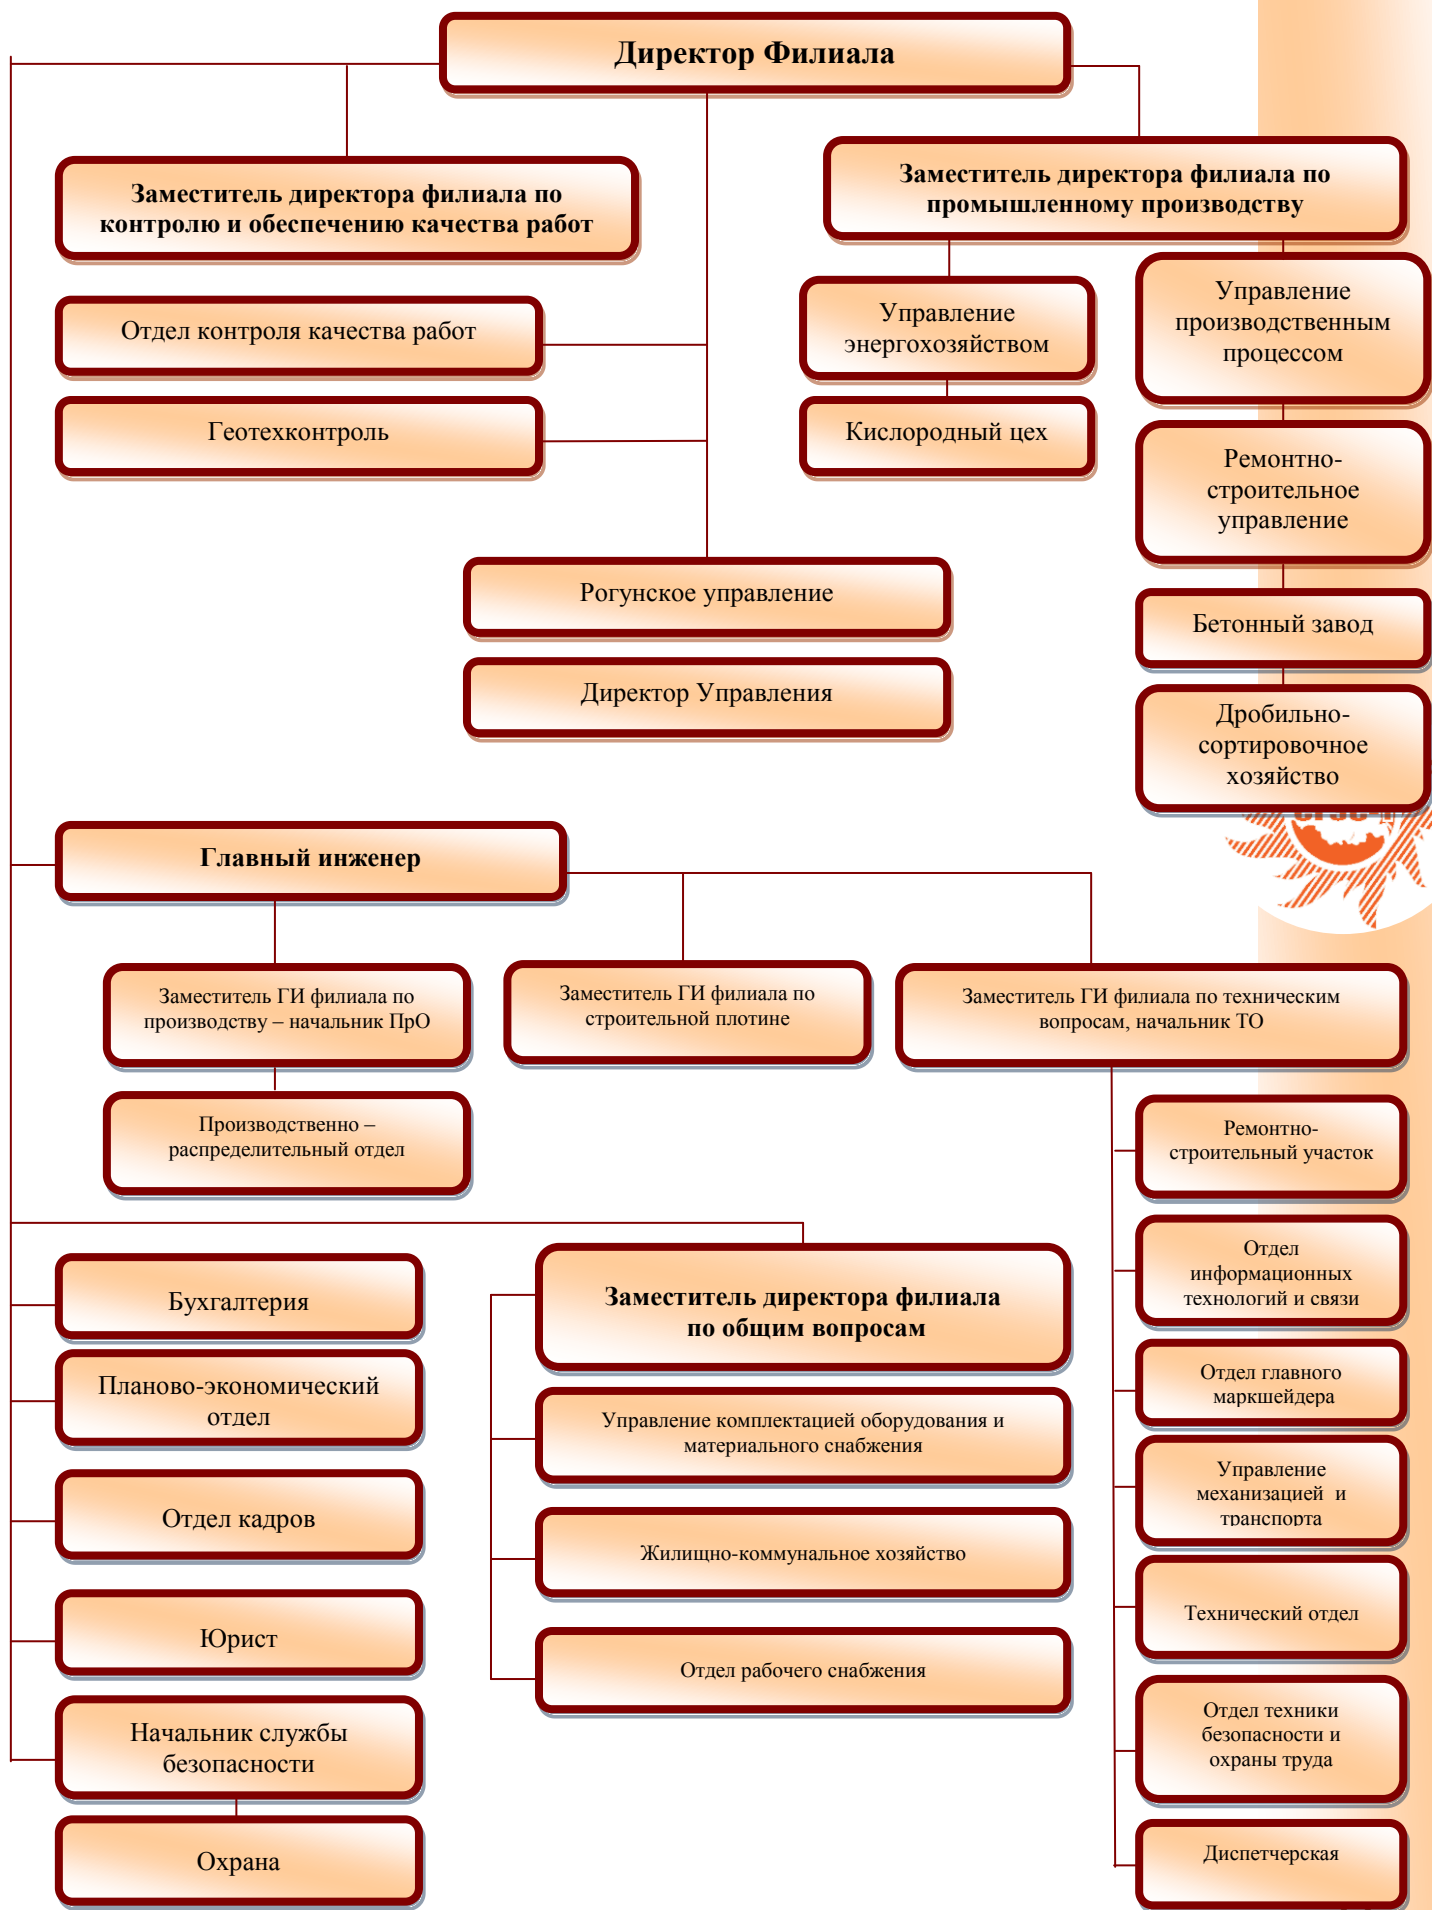 Директор Филиала
Заместитель директора филиала по
контролю и обеспечению качества работ
Заместитель директора филиала по
промышленному производству
Отдел контроля качества работ
Геотехконтроль
Управление
энергохозяйством
Кислородный цех
Управление
производственным
процессом
Ремонтно-
строительное
управление
Бетонный завод
Дробильно-
сортировочное
хозяйство
Рогунское управление
Директор Управления
Главный инженер
Заместитель ГИ филиала по
производству – начальник ПрО
Заместитель ГИ филиала по
строительной плотине
Заместитель ГИ филиала по техническим
вопросам, начальник ТО
Производственно –
распределительный отдел
Ремонтно-
строительный участок
Отдел
информационных
технологий и связи
Отдел главного
маркшейдера
Управление
механизацией и
транспорта
Технический отдел
Отдел техники
безопасности и
охраны труда
Диспетчерская
Бухгалтерия
Планово-экономический
отдел
Отдел кадров
Юрист
Начальник службы
безопасности
Охрана
Заместитель директора филиала
по общим вопросам
Управление комплектацией оборудования и
материального снабжения
Жилищно-коммунальное хозяйство
Отдел рабочего снабжения